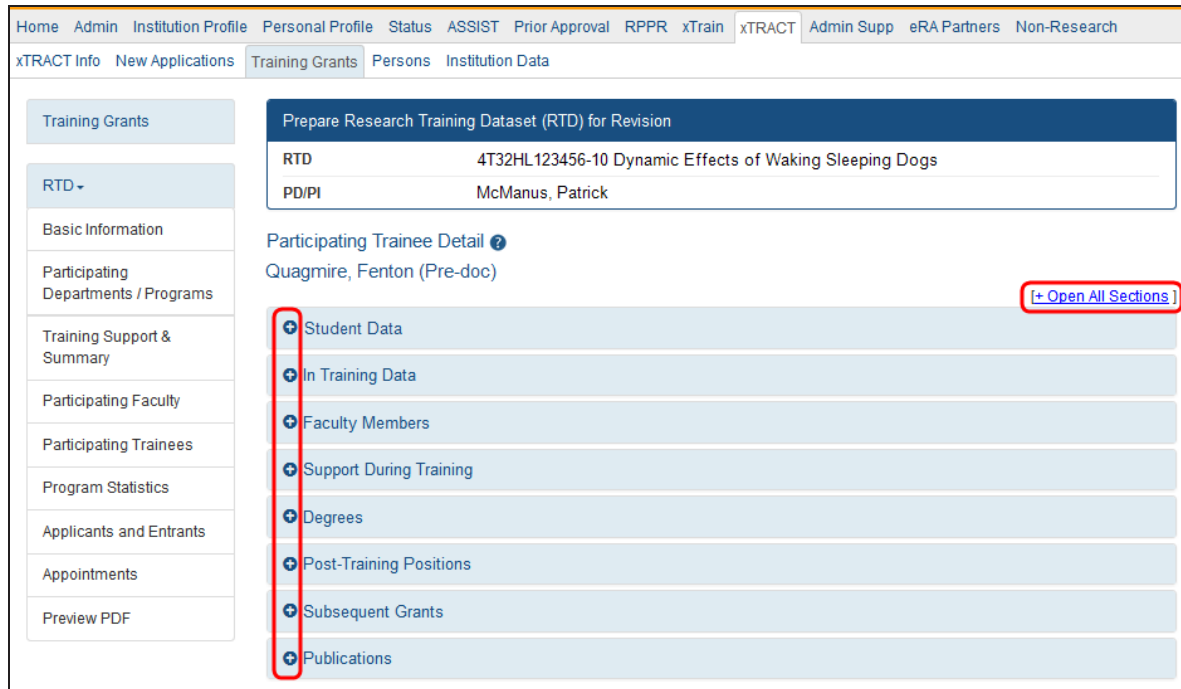 Home Admin Institution Profile Personal Profile Status ASSIST Prior Approval RPPR xTrain xTRACT Admin Supp eRA Partners Non-Research
xTRACT Info New Applications Training Grants Persons Institution Data
Training Grants
RTD
Basic Information
Participating
Departments / Programs
Training Support &
Summary
Participating Faculty
Participating Trainees
Program Statistics
Applicants and Entrants
Appointments
Preview PDF
Prepare Research Training Dataset (RTD) for Revision
RTD 4T32HL123456-10 Dynamic Effects of Waking Sleeping Dogs
PD/PI McManus, Patrick
Participating Trainee Detail ?
Quagmire, Fenton (Pre-doc)
[+ Open All Sections ]
Student Data
In Training Data
Faculty Members
Support During Training
Degrees
Post-Training Positions
Subsequent Grants
Publications